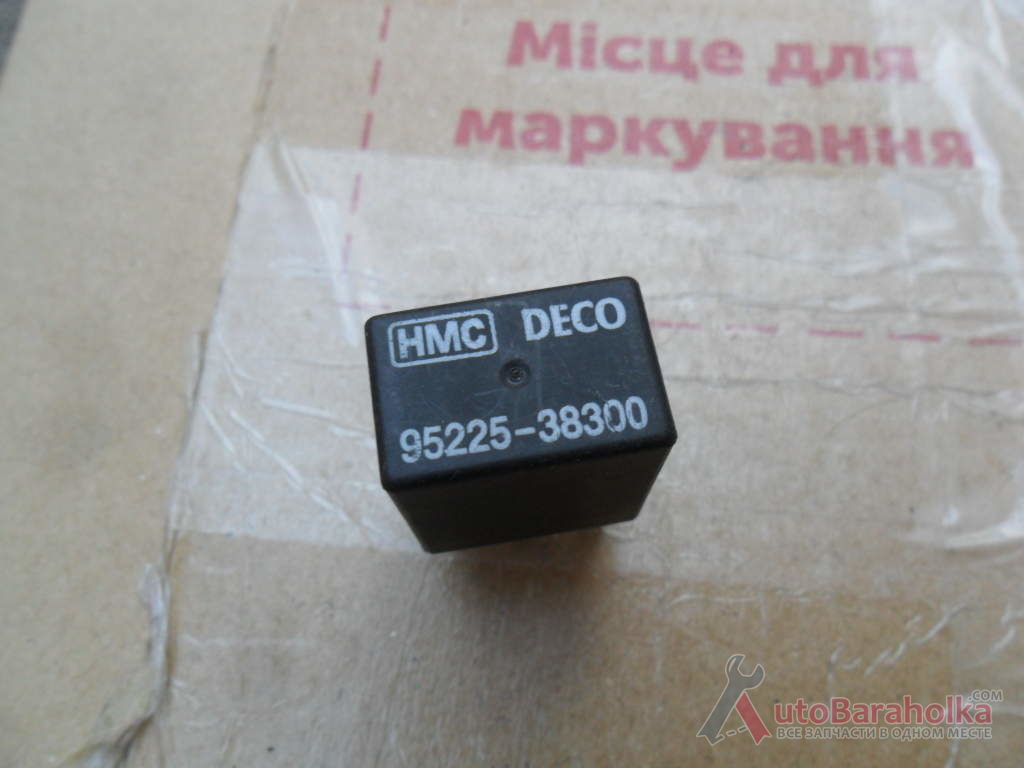 Місце для
маркування
HMC DECO
95225-38300
AutoBaraholka.COM
ВСЕ ЗАПЧАСТИ В ОДНОМ МЕСТЕ